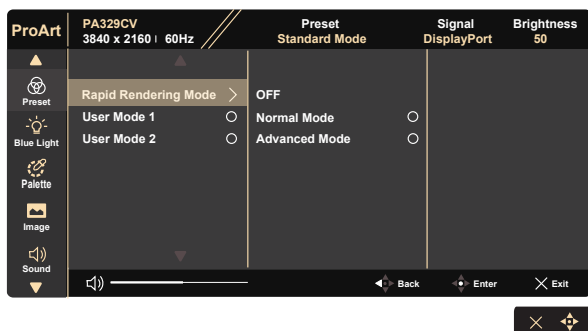 ProArt
PA329CV
3840 x 2160 | 60Hz
Preset
Standard Mode
Signal
DisplayPort
Brightness
50
Preset
Blue Light
Palette
Image
Sound
Rapid Rendering Mode
User Mode 1
User Mode 2
OFF
Normal Mode
Advanced Mode
Back
Enter
Exit